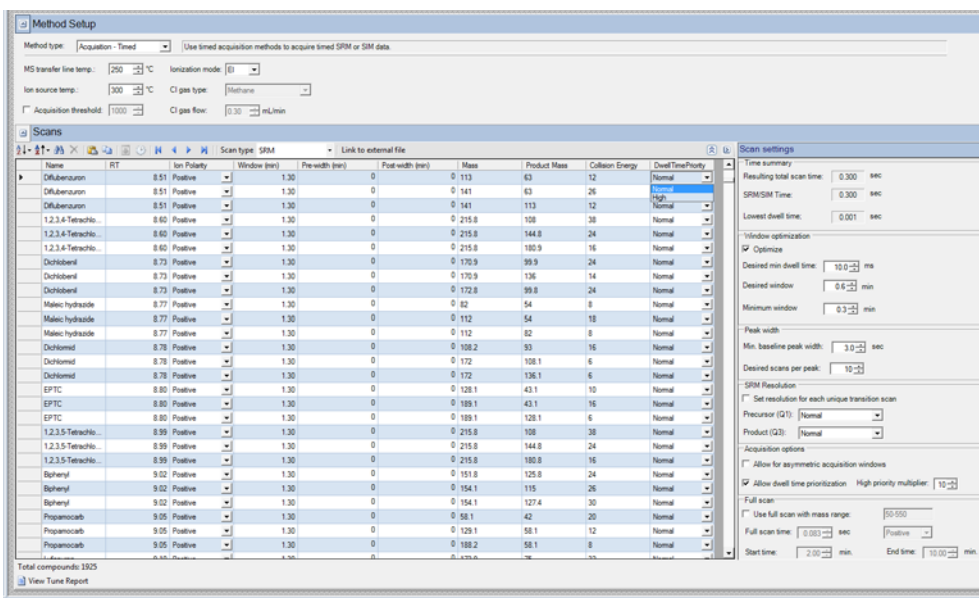 Method Setup
Method type: Acquisition - Timed Use timed acquisition methods to acquire timed SRM or SIM data.
MS transfer line temp.: 250 °C Ionization mode: EI
Ion source temp.: 300 °C CI gas type: Methane
Acquisition threshold: 1000 CI gas flow: 0.30 mL/min
Scans
Scan type SRM Link to external file
Name RT Ion Polarity Window (min) Pre-width (min) Post-width (min) Mass Product Mass Collision Energy DwellTimePriority
Diflubenzuron 8.51 Positive 1.30 0 0 113 63 12 Normal
Diflubenzuron 8.51 Positive 1.30 0 0 141 63 26 Normal
High
Diflubenzuron 8.51 Positive 1.30 0 0 141 113 12 Normal
1,2,3,4-Tetrachlo... 8.60 Positive 1.30 0 0 215.8 108 38 Normal
1,2,3,4-Tetrachlo... 8.60 Positive 1.30 0 0 215.8 144.8 24 Normal
1,2,3,4-Tetrachlo... 8.60 Positive 1.30 0 0 215.8 180.9 16 Normal
Dichlobenil 8.73 Positive 1.30 0 0 170.9 99.9 24 Normal
Dichlobenil 8.73 Positive 1.30 0 0 170.9 136 14 Normal
Dichlobenil 8.73 Positive 1.30 0 0 172.8 99.8 24 Normal
Maleic hydrazide 8.77 Positive 1.30 0 0 82 54 8 Normal
Maleic hydrazide 8.77 Positive 1.30 0 0 112 54 18 Normal
Maleic hydrazide 8.77 Positive 1.30 0 0 112 82 8 Normal
Dichlormid 8.78 Positive 1.30 0 0 108.2 93 16 Normal
Dichlormid 8.78 Positive 1.30 0 0 172 108.1 6 Normal
Dichlormid 8.78 Positive 1.30 0 0 172 136.1 6 Normal
EPTC 8.80 Positive 1.30 0 0 128.1 43.1 10 Normal
EPTC 8.80 Positive 1.30 0 0 189.1 43.1 16 Normal
EPTC 8.80 Positive 1.30 0 0 189.1 128.1 6 Normal
1,2,3,5-Tetrachlo... 8.99 Positive 1.30 0 0 215.8 108 38 Normal
1,2,3,5-Tetrachlo... 8.99 Positive 1.30 0 0 215.8 144.8 24 Normal
1,2,3,5-Tetrachlo... 8.99 Positive 1.30 0 0 215.8 180.8 16 Normal
Biphenyl 9.02 Positive 1.30 0 0 151.8 125.8 24 Normal
Biphenyl 9.02 Positive 1.30 0 0 154.1 115 26 Normal
Biphenyl 9.02 Positive 1.30 0 0 154.1 127.4 30 Normal
Propamocarb 9.05 Positive 1.30 0 0 58.1 42 20 Normal
Propamocarb 9.05 Positive 1.30 0 0 129.1 58.1 12 Normal
Propamocarb 9.05 Positive 1.30 0 0 188.2 58.1 8 Normal
Total compounds: 1925
View Tune Report
Scan settings
Time summary
Resulting total scan time: 0.300 sec
SRM/SIM Time: 0.300 sec
Lowest dwell time: 0.001 sec
Window optimization
Optimize
Desired min dwell time: 10.0 ms
Desired window 0.6 min
Minimum window 0.3 min
Peak width
Min. baseline peak width: 3.0 sec
Desired scans per peak: 10
SRM Resolution
Set resolution for each unique transition scan
Precursor (Q1): Normal
Product (Q3): Normal
Acquisition options
Allow for asymmetric acquisition windows
Allow dwell time prioritization High priority multiplier: 10
Full scan
Use full scan with mass range: 50-550
Full scan time: 0.083 sec Positive
Start time: 2.00 min. End time: 10.00 min.